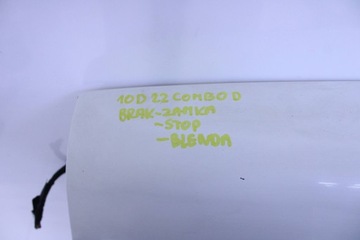 10D 22 COMBO D
BRAK-ZAMKA
-STOP
-BLENDA